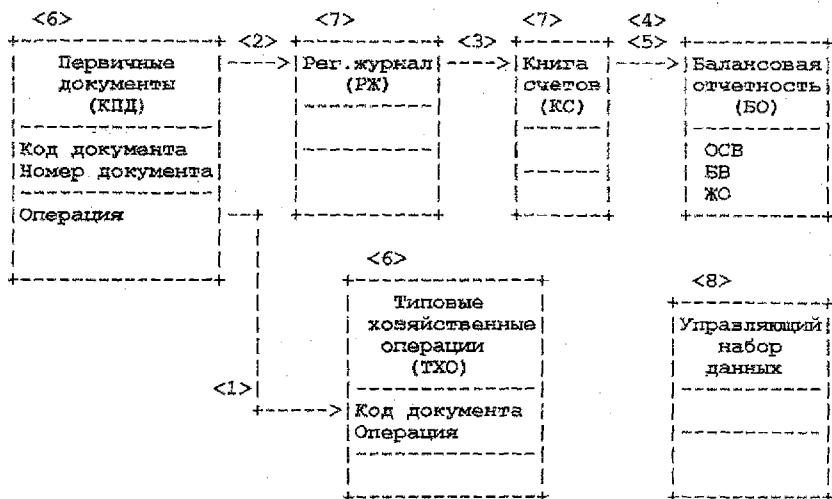 <6> <7> <7> <4>
<2> <3> <5>
Первичные документы (КПД)
---->
Рег.журнал (РЖ)
---->
Книга счетов (КС)
---->
Балансовая отчетность (БО)
Код документа
Номер документа
ОСВ
БВ
ЖО
Операция
<6> <8>
Типовые хозяйственные операции (ТХО)
Управляющий набор данных
<1>
Код документа
Операция